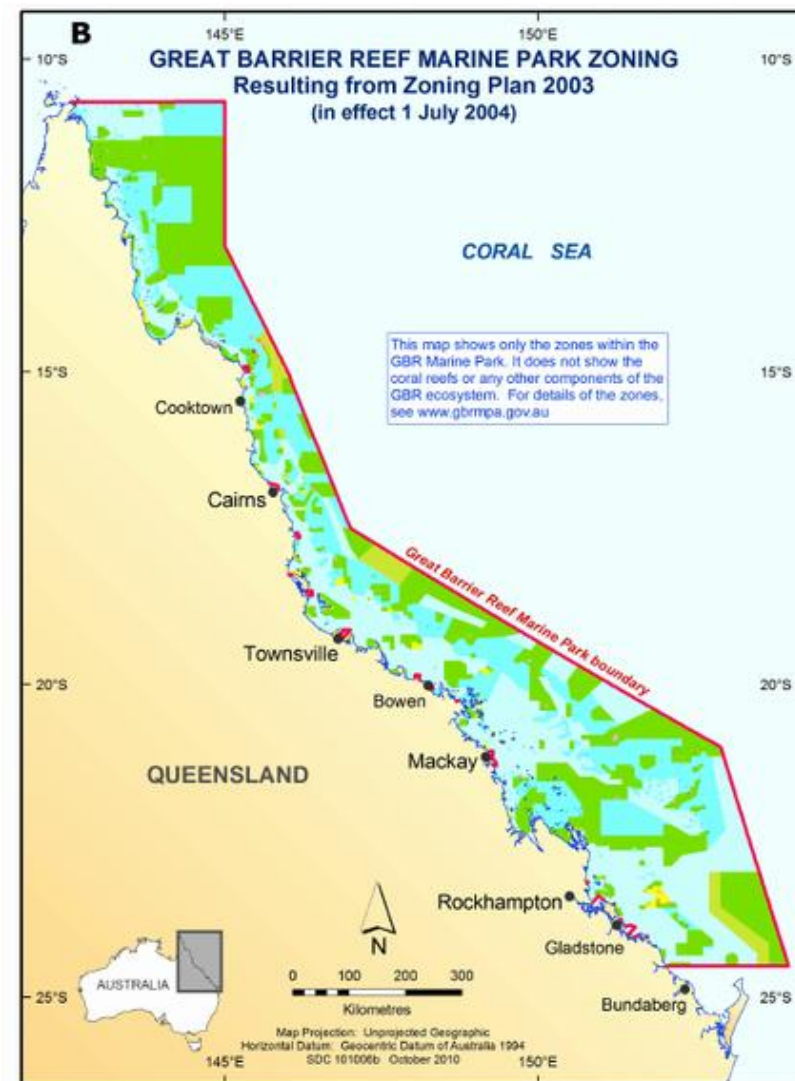 B
145°E
150°E
10°S
10°S
GREAT BARRIER REEF MARINE PARK ZONING
Resulting from Zoning Plan 2003
(in effect 1 July 2004)
CORAL SEA
This map shows only the zones within the
GBR Marine Park. It does not show the
coral reefs or any other components of the
GBR ecosystem. For details of the zones,
see www.gbrmpa.gov.au
15°S
15°S
Cooktown
Cairns
Great Barrier Reef Marine Park boundary
Townsville
20°S
20°S
Bowen
Mackay
QUEENSLAND
Rockhampton
Gladstone
N
AUSTRALIA
0 100 200 300
Kilometres
25°S
25°S
Bundaberg
Map Projection: Unprojected Geographic
Horizontal Datum: Geocentric Datum of Australia 1994
SDC 101006b October 2010
145°E
150°E